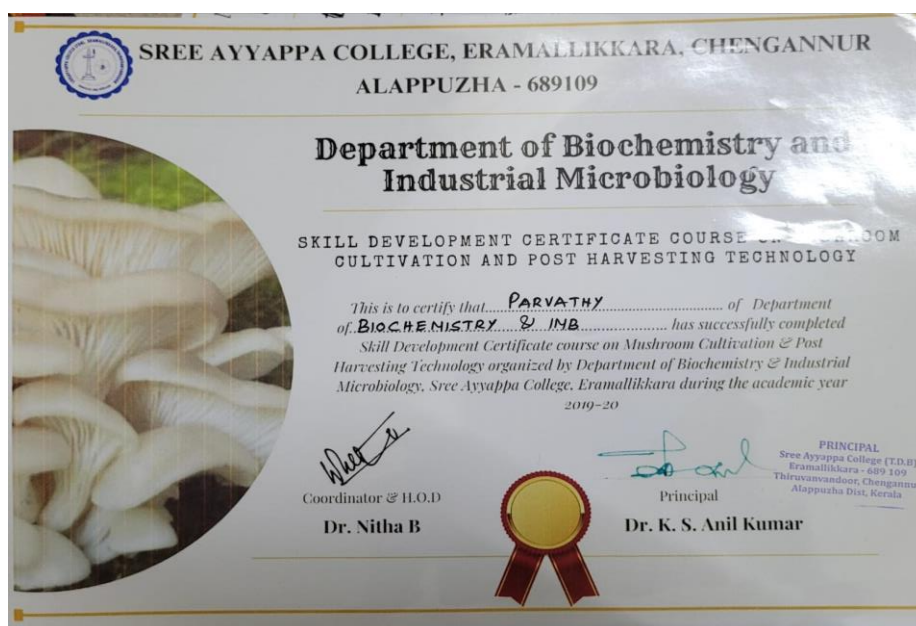 SREE AYYAPPA COLLEGE, ERAMALLIKKARA, CHENGANNUR
ALAPPUZHA - 689109
Department of Biochemistry and
Industrial Microbiology
SKILL DEVELOPMENT CERTIFICATE COURSE
CULTIVATION AND POST HARVESTING TECHNOLOGY
This is to certify that PARVATHY of Department
of BIOCHEMISTRY & IMB has successfully completed
Skill Development Certificate course on Mushroom Cultivation & Post
Harvesting Technology organized by Department of Biochemistry & Industrial
Microbiology, Sree Ayyappa College, Eramallikkara during the academic year
2019-20
Coordinator & H.O.D
Dr. Nitha B
Principal
Dr. K. S. Anil Kumar
PRINCIPAL
Sree Ayyappa College (T.D.B)
Eramallikkara - 689 109
Thiruvanvandoor, Chengannu
Alappuzha Dist, Kerala